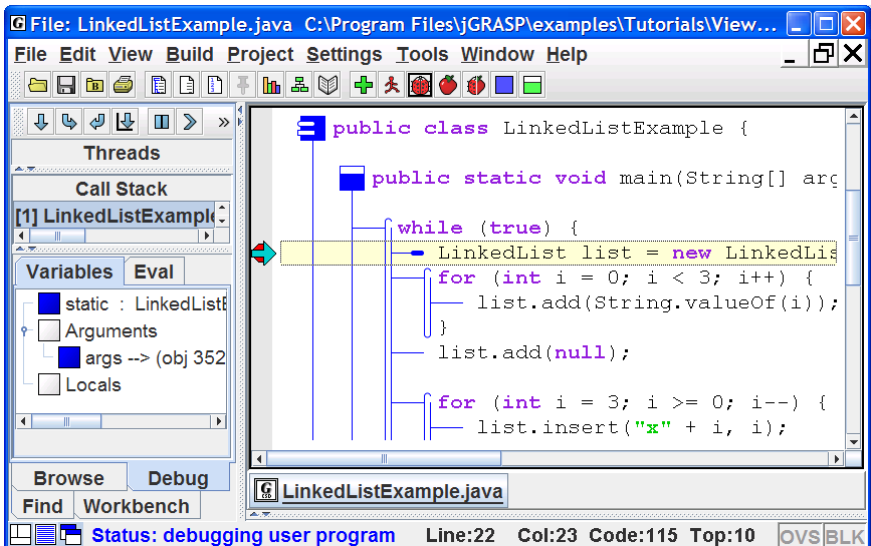 File: LinkedListExample.java C:\Program Files\jGRASP\examples\Tutorials\View...
File Edit View Build Project Settings Tools Window Help
Threads
Call Stack
[1] LinkedListExample
Variables Eval
static : LinkedListE
Arguments
args --> (obj 352
Locals
Browse Debug
Find Workbench
public class LinkedListExample {
public static void main(String[] arg
while (true) {
LinkedList list = new LinkedLis
for (int i = 0; i < 3; i++) {
list.add(String.valueOf(i));
}
list.add(null);
for (int i = 3; i >= 0; i--) {
list.insert("x" + i, i);
LinkedListExample.java
Status: debugging user program Line:22 Col:23 Code:115 Top:10 OVS BLK